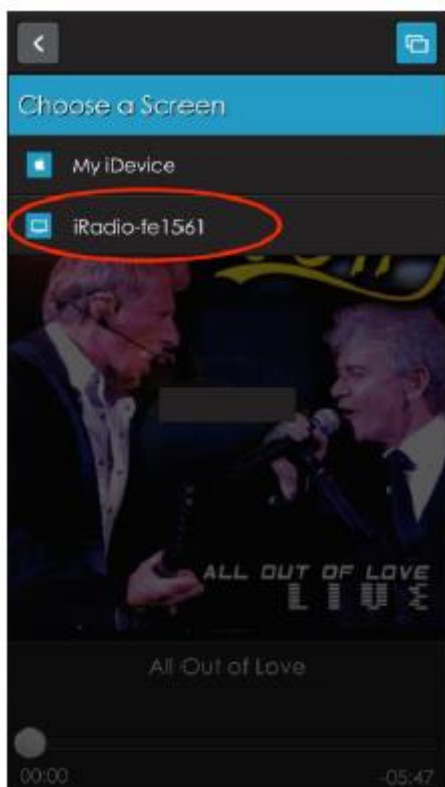 Choose a Screen
My iDevice
iRadio-fe1561
ALL OUT OF LOVE
LIVE
All Out of Love
00:00
-05:47